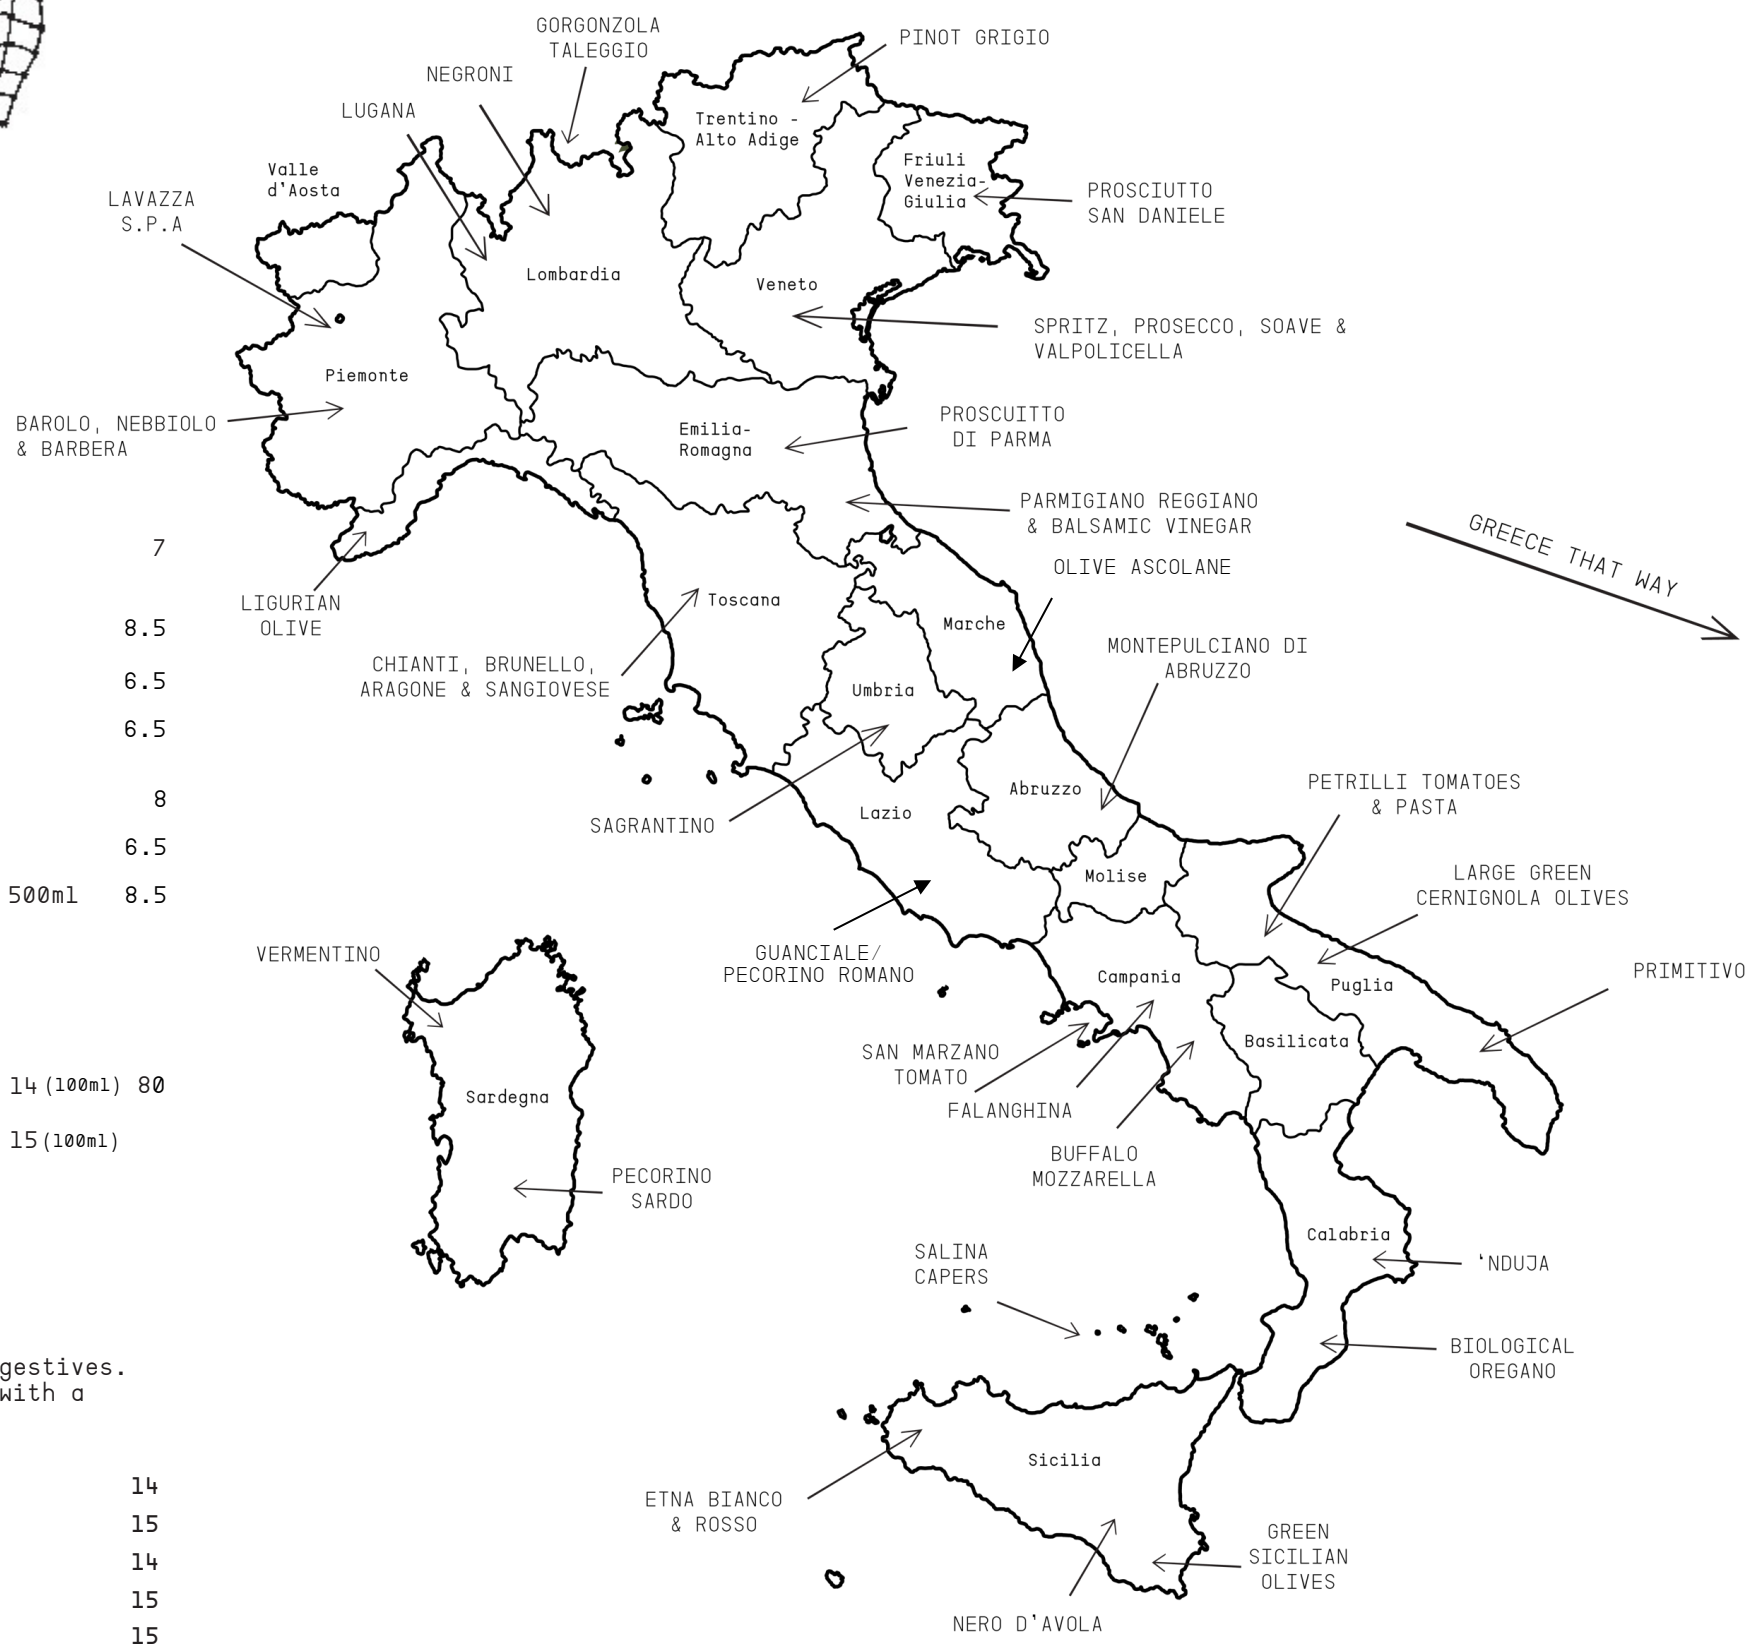 GORGONZOLA
TALEGGIO
PINOT GRIGIO
NEGRONI
LUGANA
Trentino -
Alto Adige
Valle
d'Aosta
Friuli
Venezia-
Giulia
LAVAZZA
S.P.A
PROSCIUTTO
SAN DANIELE
Lombardia
Veneto
SPRITZ, PROSECCO, SOAVE &
VALPOLICELLA
Piemonte
BAROLO, NEBBIOLO
& BARBERA
Emilia-
Romagna
PROSCUITTO
DI PARMA
PARMIGIANO REGGIANO
& BALSAMIC VINEGAR
GREECE THAT WAY
7
OLIVE ASCOLANE
LIGURIAN
OLIVE
Toscana
8.5
Marche
MONTEPULCIANO DI
ABRUZZO
CHIANTI, BRUNELLO,
ARAGONE & SANGIOVESE
6.5
Umbria
6.5
8
Abruzzo
PETRILLI TOMATOES
& PASTA
Lazio
SAGRANTINO
6.5
Molise
LARGE GREEN
CERNIGNOLA OLIVES
500ml 8.5
VERMENTINO
GUANCIALE/
PECORINO ROMANO
Campania
Puglia
PRIMITIVO
Basilicata
SAN MARZANO
TOMATO
14 (100ml) 80
Sardegna
FALANGHINA
15 (100ml)
BUFFALO
MOZZARELLA
PECORINO
SARDO
Calabria
SALINA
CAPERS
'NDUJA
BIOLOGICAL
OREGANO
gestives.
with a
Sicilia
14
ETNA BIANCO
& ROSSO
15
GREEN
SICILIAN
OLIVES
14
15
NERO D'AVOLA
15